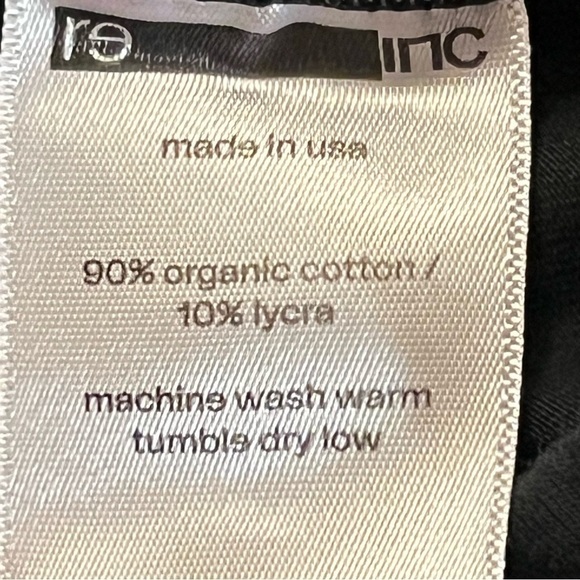 re inc
made in usa
90% organic cotton /
10% lycra
machine wash warm
tumble dry low